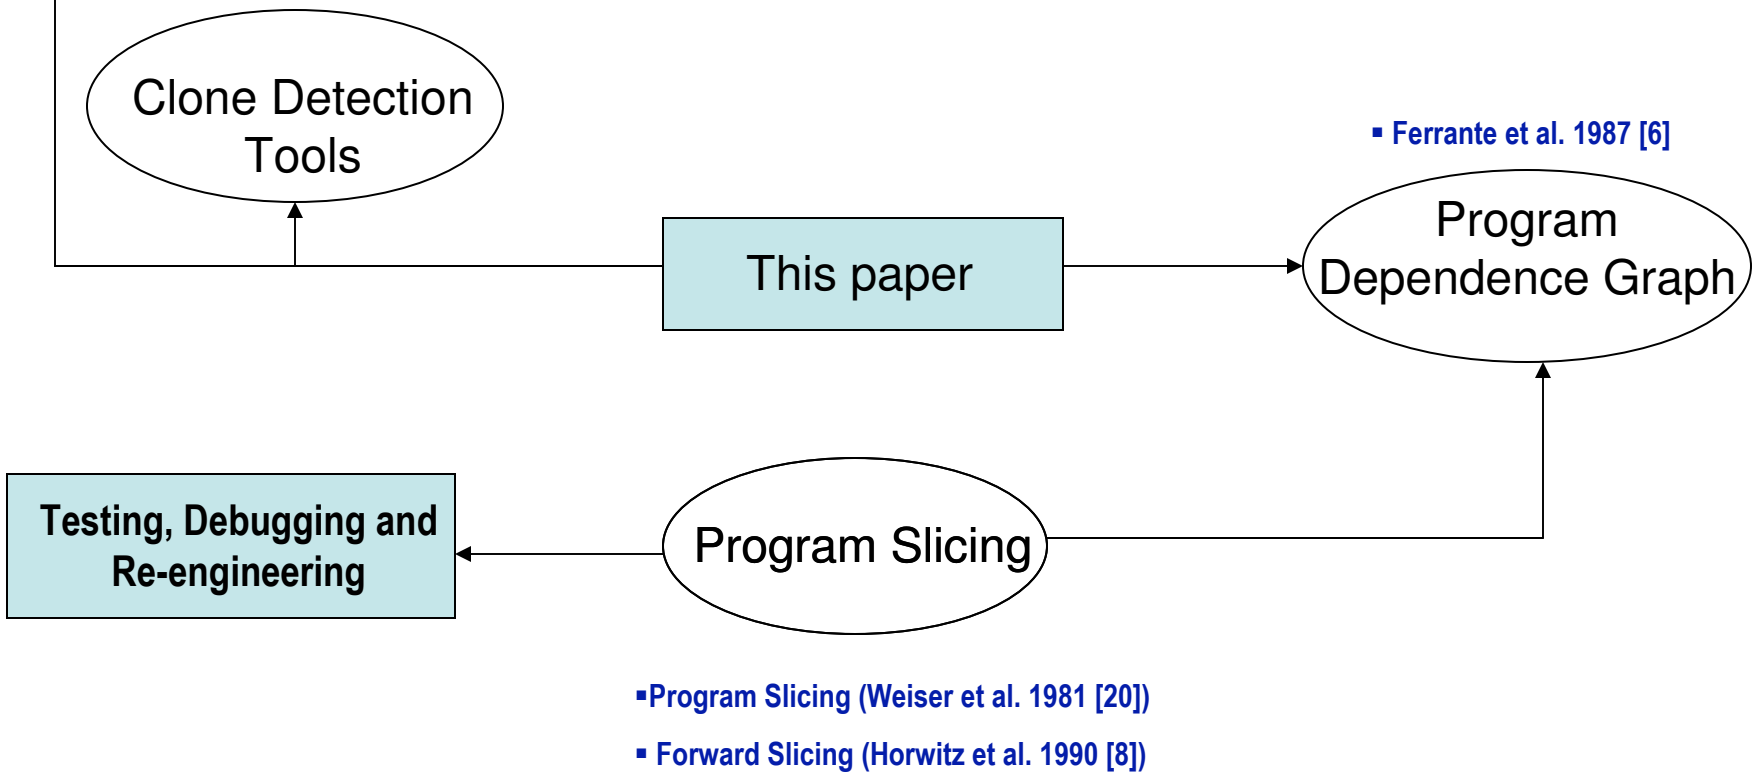 Clone Detection
Tools
▪ Ferrante et al. 1987 [6]
Program
Dependence Graph
This paper
Testing, Debugging and
Re-engineering
Program Slicing
▪Program Slicing (Weiser et al. 1981 [20])
▪ Forward Slicing (Horwitz et al. 1990 [8])